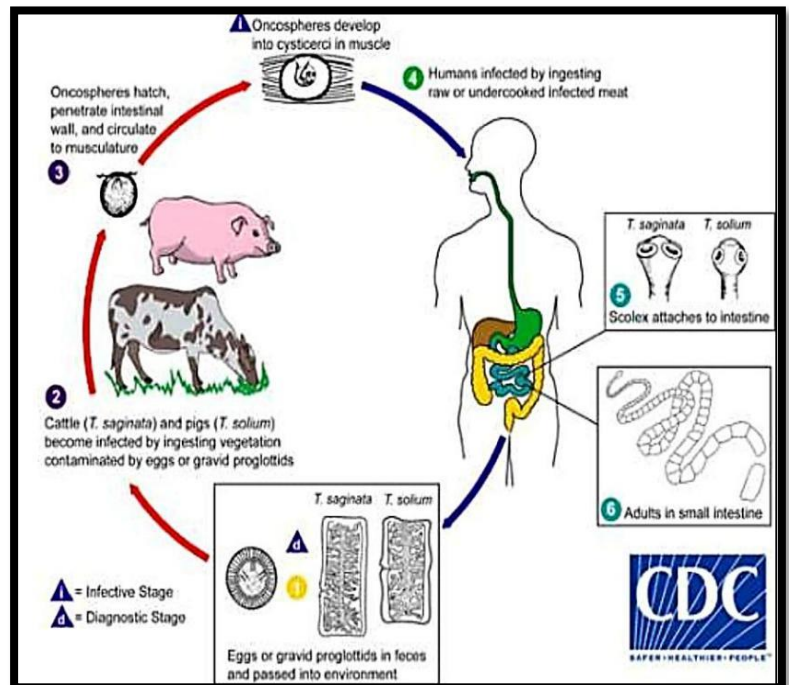 i Oncospheres develop
into cysticerci in muscle
4 Humans infected by ingesting
raw or undercooked infected meat
Oncospheres hatch,
penetrate intestinal
wall, and circulate
to musculature
3
T. saginata T. solium
5
Scolex attaches to intestine
2
Cattle (T. saginata) and pigs (T. solium)
become infected by ingesting vegetation
contaminated by eggs or gravid proglottids
6 Adults in small intestine
T. saginata T. solium
d
1
i = Infective Stage
d = Diagnostic Stage
Eggs or gravid proglottids in feces
and passed into environment
CDC
SAFER•HEALTHIER•PEOPLE™